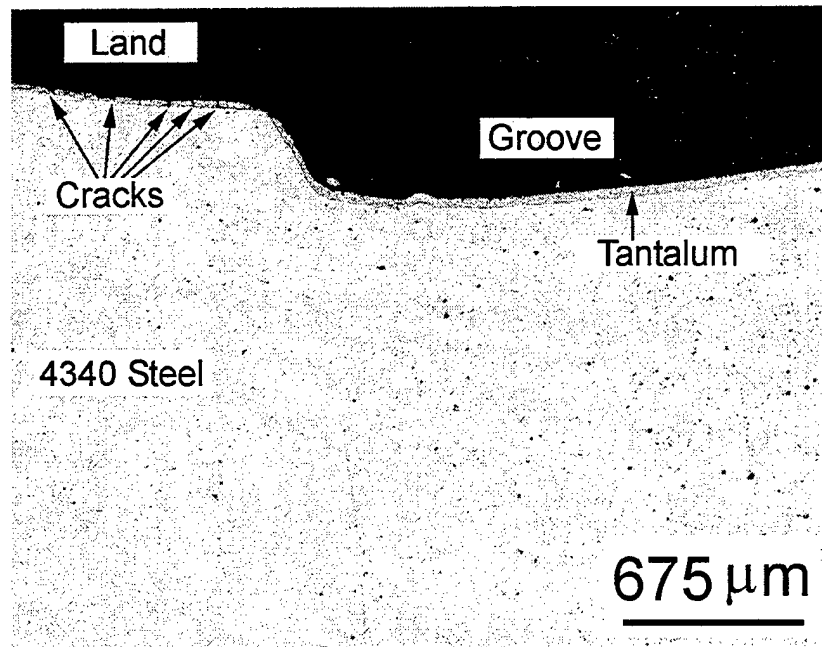 Land
Groove
Cracks
Tantalum
4340 Steel
675 μm